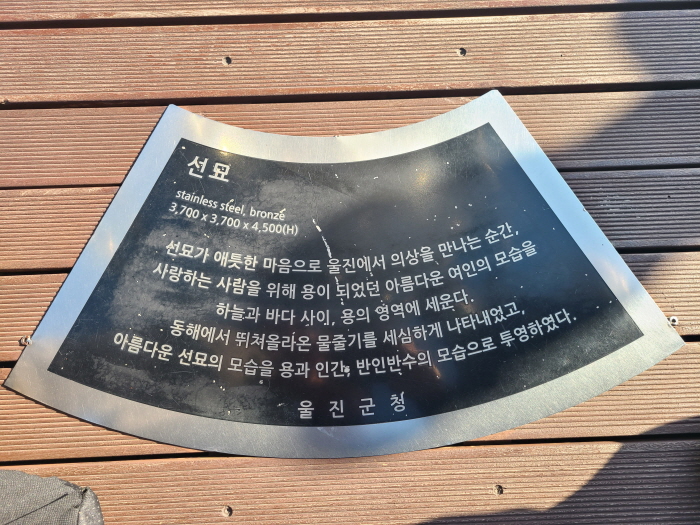 선묘
stainless steel, bronze
3,700 x 3,700 x 4,500(H)
선묘가 애틋한 마음으로 울진에서 의상을 만나는 순간,
사랑하는 사람을 위해 용이 되었던 아름다운 여인의 모습을
하늘과 바다 사이, 용의 영역에 세운다.
동해에서 뛰쳐올라온 물줄기를 세심하게 나타내었고,
아름다운 선묘의 모습을 용과 인간, 반인반수의 모습으로 투영하였다.
울진군청